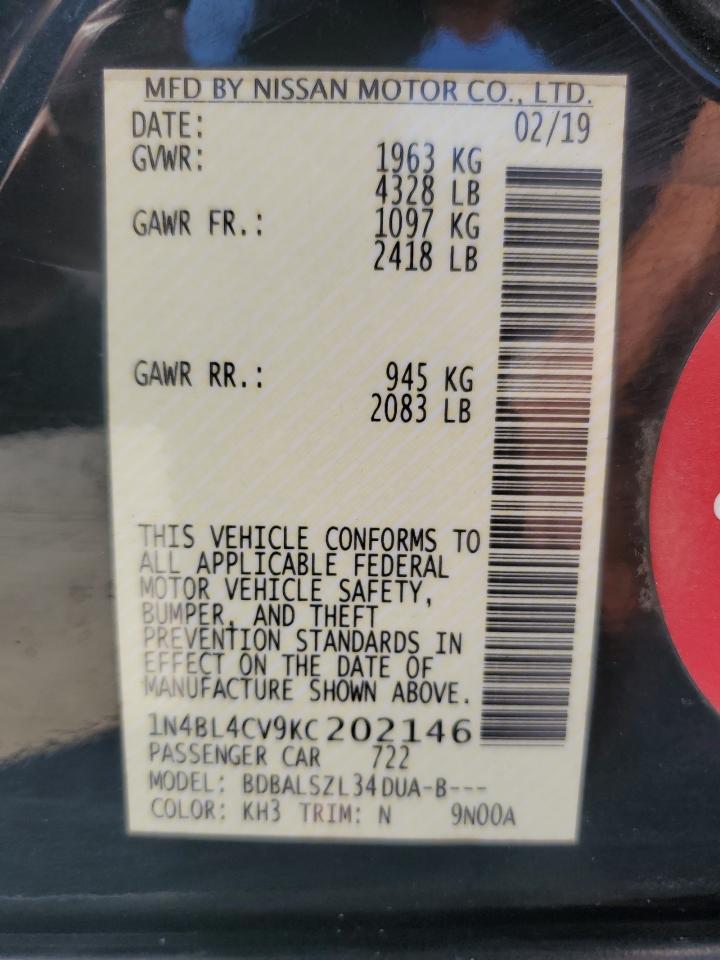 MFD BY NISSAN MOTOR CO., LTD.
DATE: 02/19
GVWR: 1963 KG
4328 LB
GAWR FR.: 1097 KG
2418 LB
GAWR RR.: 945 KG
2083 LB
THIS VEHICLE CONFORMS TO
ALL APPLICABLE FEDERAL
MOTOR VEHICLE SAFETY,
BUMPER, AND THEFT
PREVENTION STANDARDS IN
EFFECT ON THE DATE OF
MANUFACTURE SHOWN ABOVE.
1N4BL4CV9KC202146
PASSENGER CAR 722
MODEL: BDBALSZL34DUA-B---
COLOR: KH3 TRIM: N 9N00A